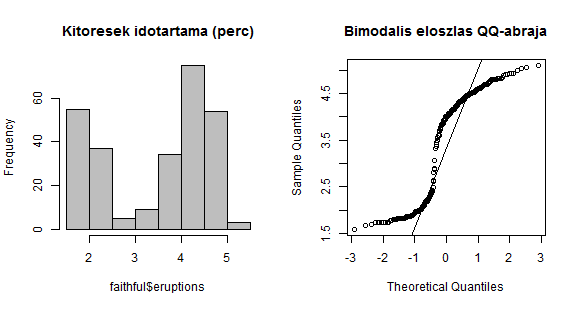 Kitoresek idotartama (perc)
Frequency
0 20 40 60
2 3 4 5
faithful$eruptions
Bimodalis eloszlas QQ-abraja
Sample Quantiles
1.5 2.5 3.5 4.5
-3 -2 -1 0 1 2 3
Theoretical Quantiles